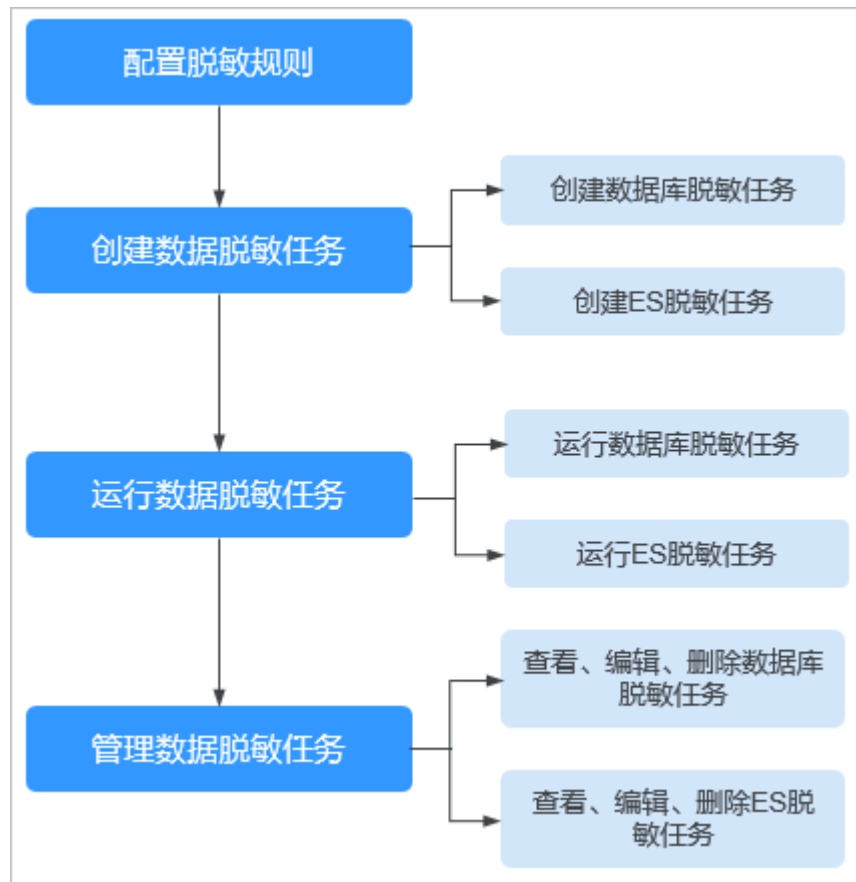 配置脱敏规则
创建数据库脱敏任务
创建数据脱敏任务
创建ES脱敏任务
运行数据库脱敏任务
运行数据脱敏任务
运行ES脱敏任务
查看、编辑、删除数据库
脱敏任务
管理数据脱敏任务
查看、编辑、删除ES脱
敏任务